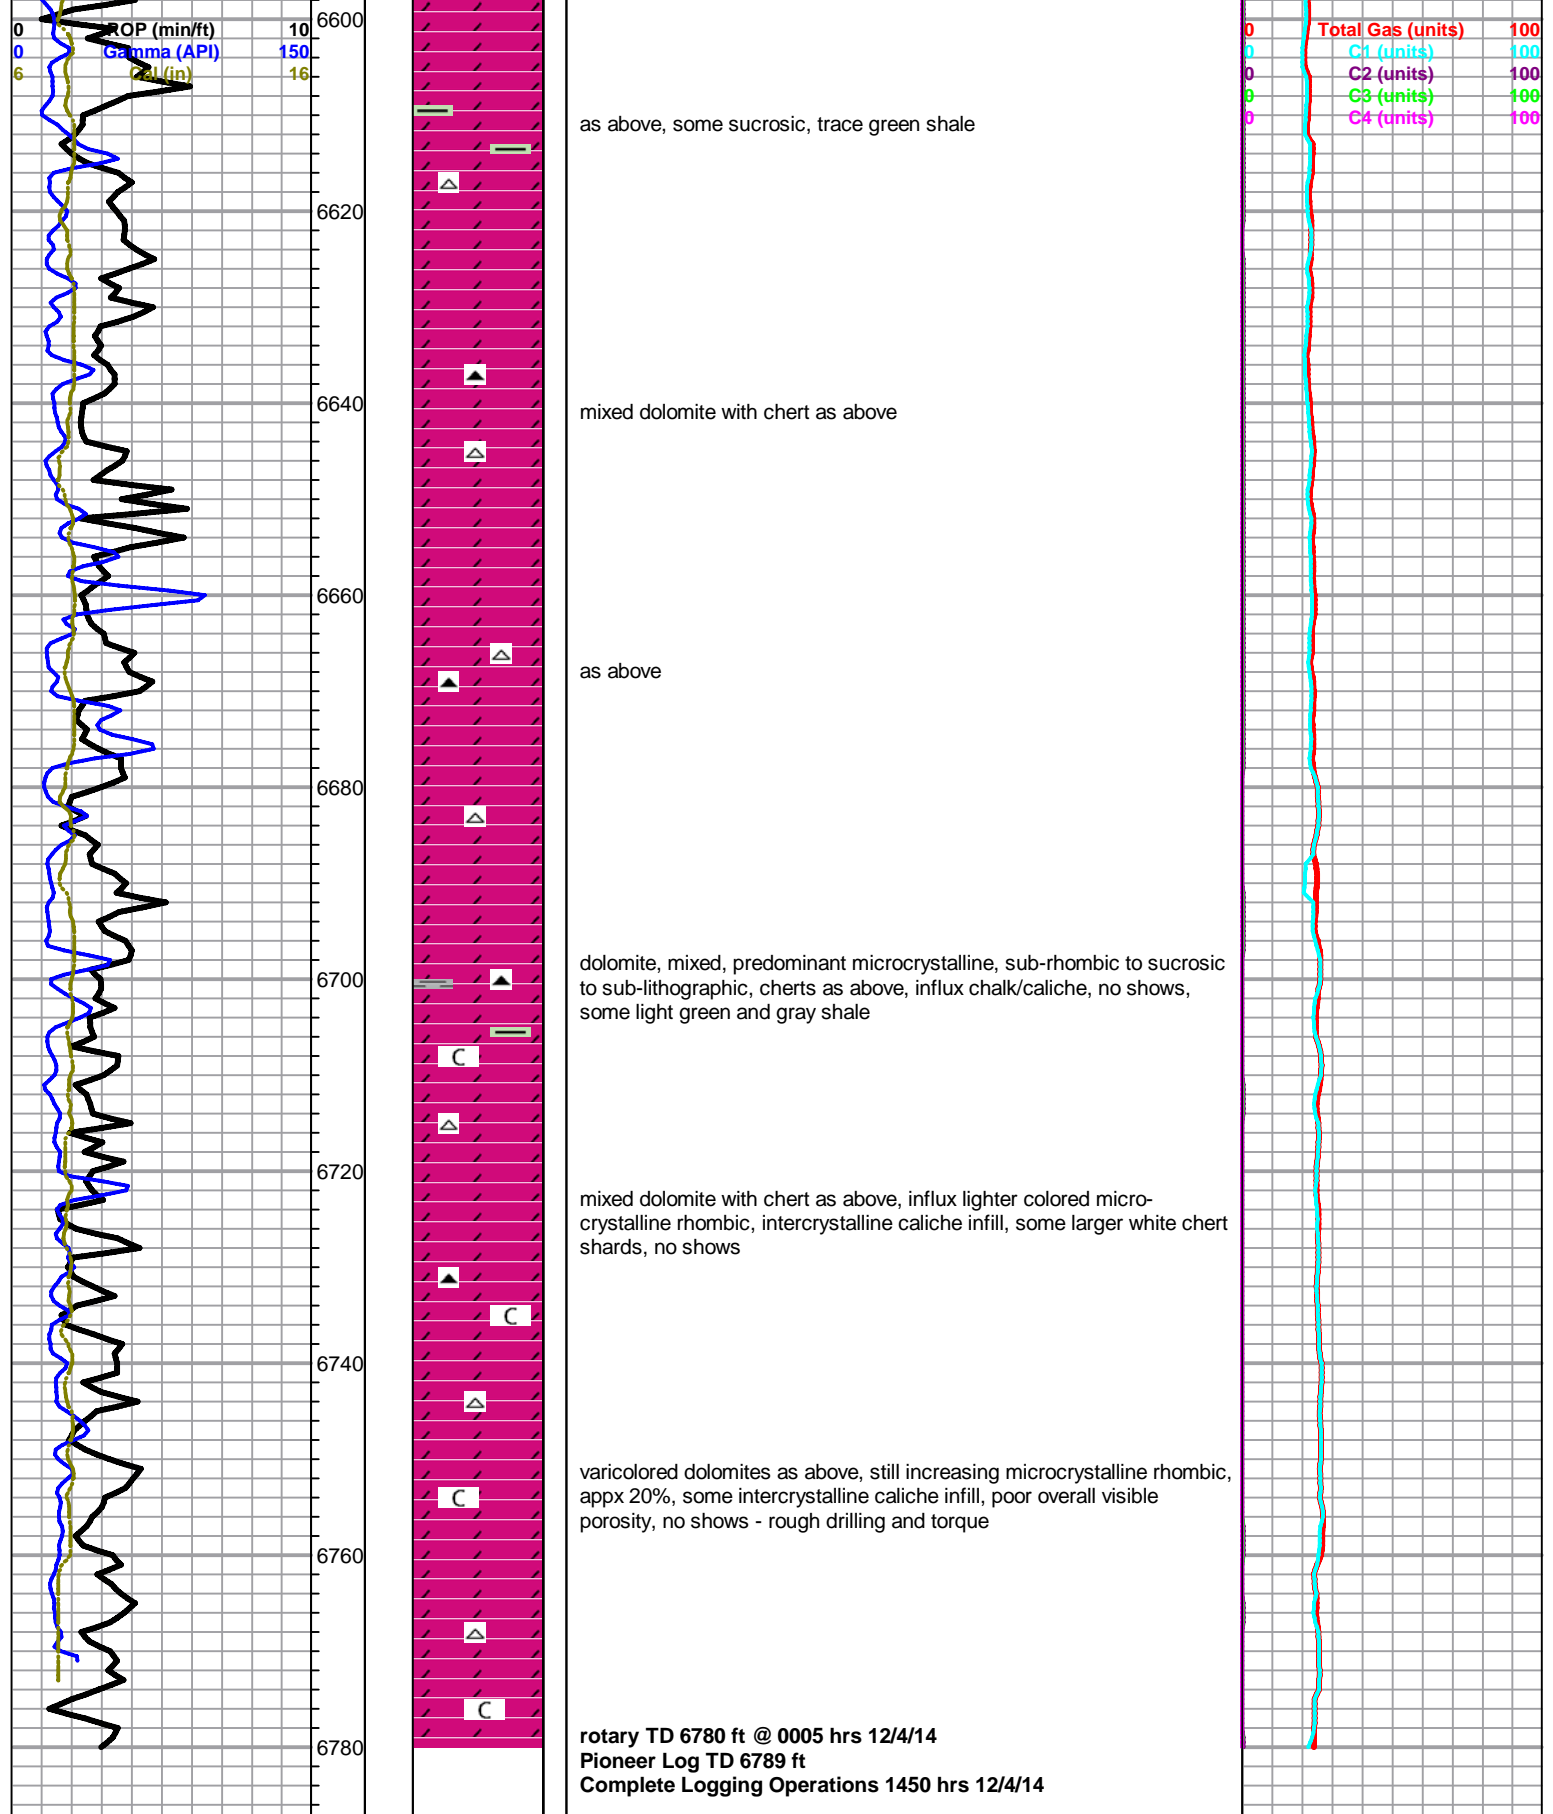 0 ROP (min/ft) 10
0 Gamma (API) 150
6 Cal (in) 16
0 Total Gas (units) 100
0 C1 (units) 100
0 C2 (units) 100
0 C3 (units) 100
0 C4 (units) 100
6600
as above, some sucrosic, trace green shale
6620
6640
mixed dolomite with chert as above
6660
as above
6680
6700
dolomite, mixed, predominant microcrystalline, sub-rhombic to sucrosic
to sub-lithographic, cherts as above, influx chalk/caliche, no shows,
some light green and gray shale
C
6720
mixed dolomite with chert as above, influx lighter colored micro-
crystalline rhombic, intercrystalline caliche infill, some larger white chert
shards, no shows
C
6740
varicolored dolomites as above, still increasing microcrystalline rhombic,
appx 20%, some intercrystalline caliche infill, poor overall visible
porosity, no shows - rough drilling and torque
C
6760
C
6780
rotary TD 6780 ft @ 0005 hrs 12/4/14
Pioneer Log TD 6789 ft
Complete Logging Operations 1450 hrs 12/4/14